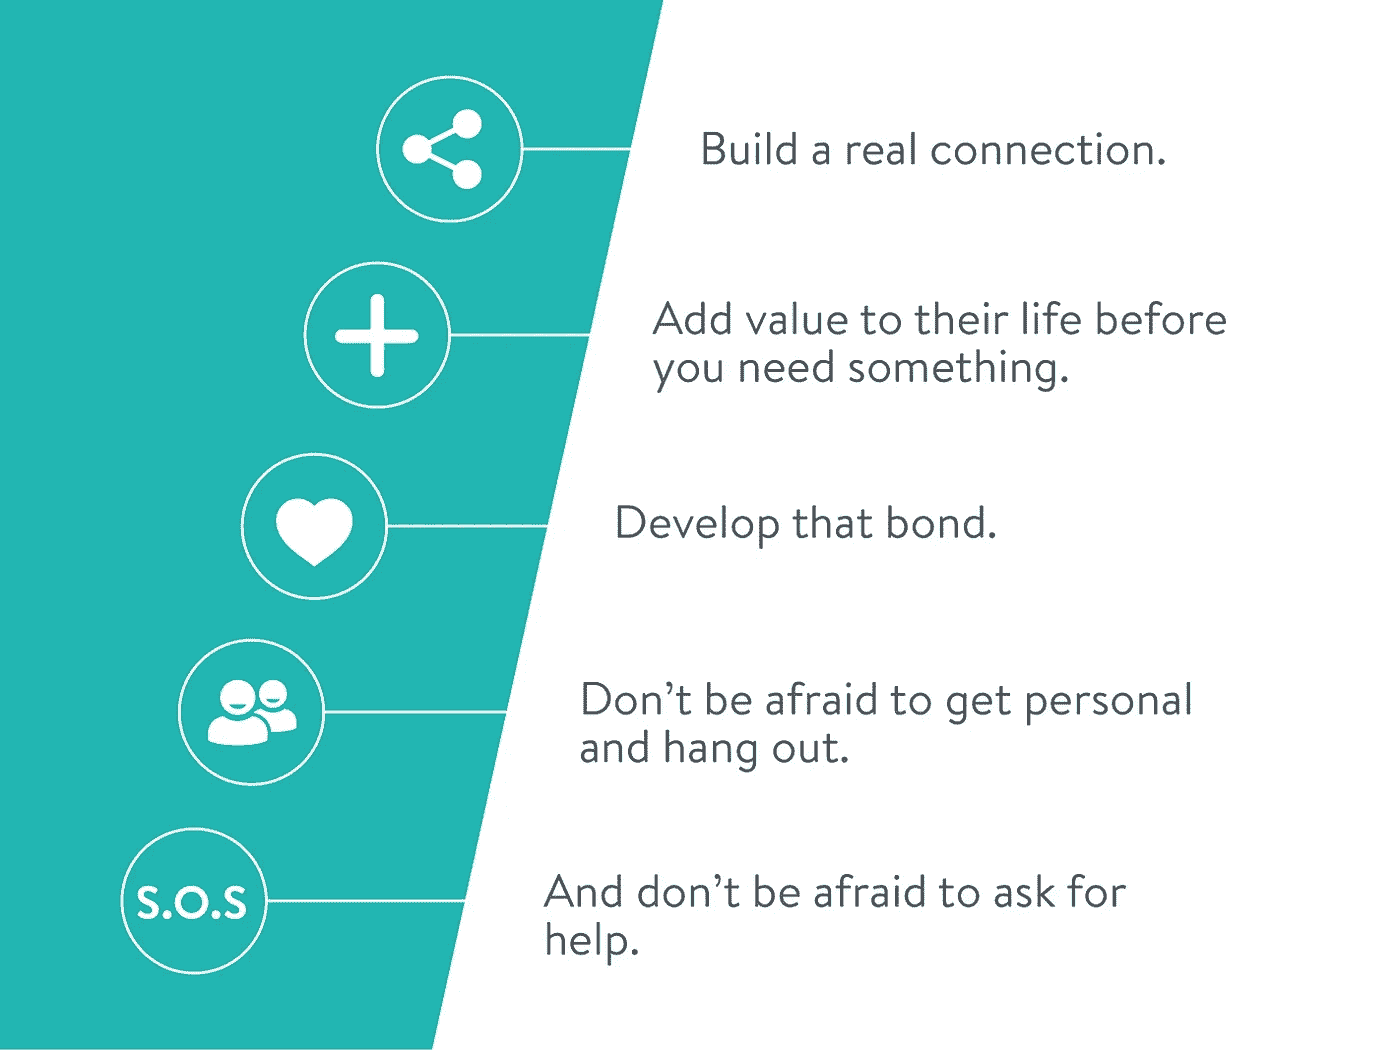 Build a real connection.
Add value to their life before
you need something.
Develop that bond.
Don’t be afraid to get personal
and hang out.
S.O.S
And don’t be afraid to ask for
help.